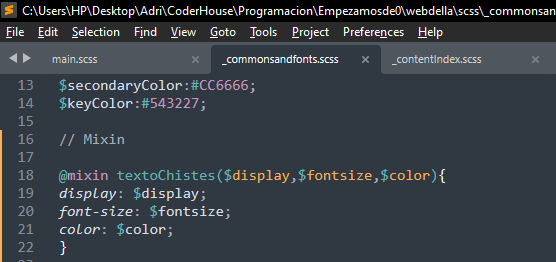 C:\Users\HP\Desktop\Adri\CoderHouse\Programacion\Empezamosde0\webdella\scss\_commonsan
File Edit Selection Find View Goto Tools Project Preferences Help
main.scss × _commonsandfonts.scss × _contentIndex.scss ×
13 $secondaryColor:#CC6666;
14 $keyColor:#543227;
15
16 // Mixin
17
18 @mixin textoChistes($display,$fontsize,$color){
19 display: $display;
20 font-size: $fontsize;
21 color: $color;
22 }